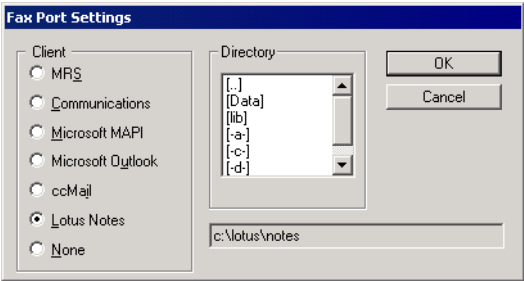 Fax Port Settings
Client
MRS
Communications
Microsoft MAPI
Microsoft Outlook
ccMail
Lotus Notes
None
Directory
[..]
[Data]
[lib]
[-a-]
[-c-]
[-d-]
c:\lotus\notes
OK
Cancel